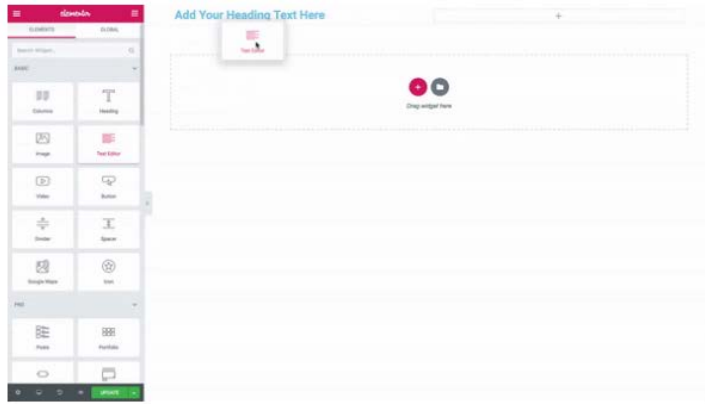 elementor
Add Your Heading Text Here
ELEMENTS
GLOBAL
Search Widget...
Text Editor
BASIC
Columns
Heading
Drag widget here
Image
Text Editor
Video
Button
Divider
Spacer
Google Maps
Icon
PRO
Posts
Portfolio
UPDATE